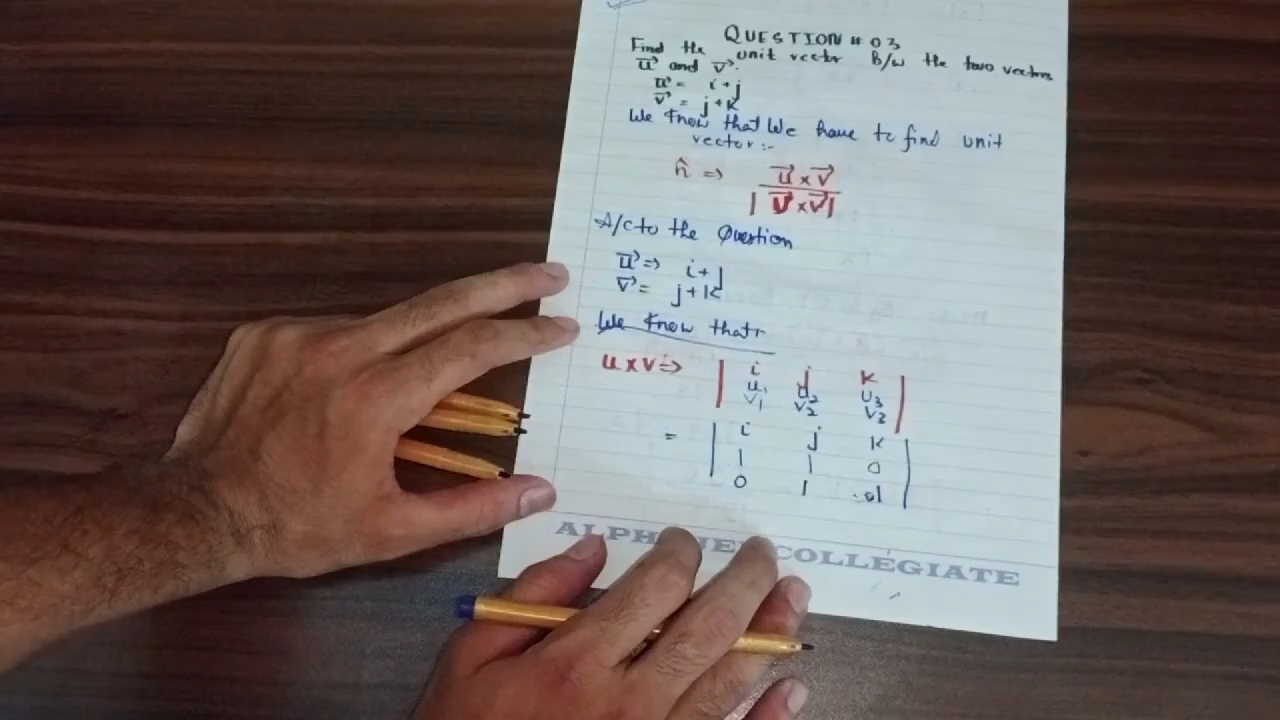 QUESTION # 03
Find the unit vector B/w the two vectors
u⃗ and v⃗:
u⃗ = i+j
v⃗ = j+k
We know that We have to find unit
vector:-
n̂ => u⃗ x v⃗
| u⃗ x v⃗ |
A/c to the Question
u⃗ => i+j
v⃗ = j+k
We know that
u x v => | i j k |
u₁ u₂ u₃
v₁ v₂ v₃
= | i j k |
1 1 0
0 1 1
ALPH COLLEGIATE